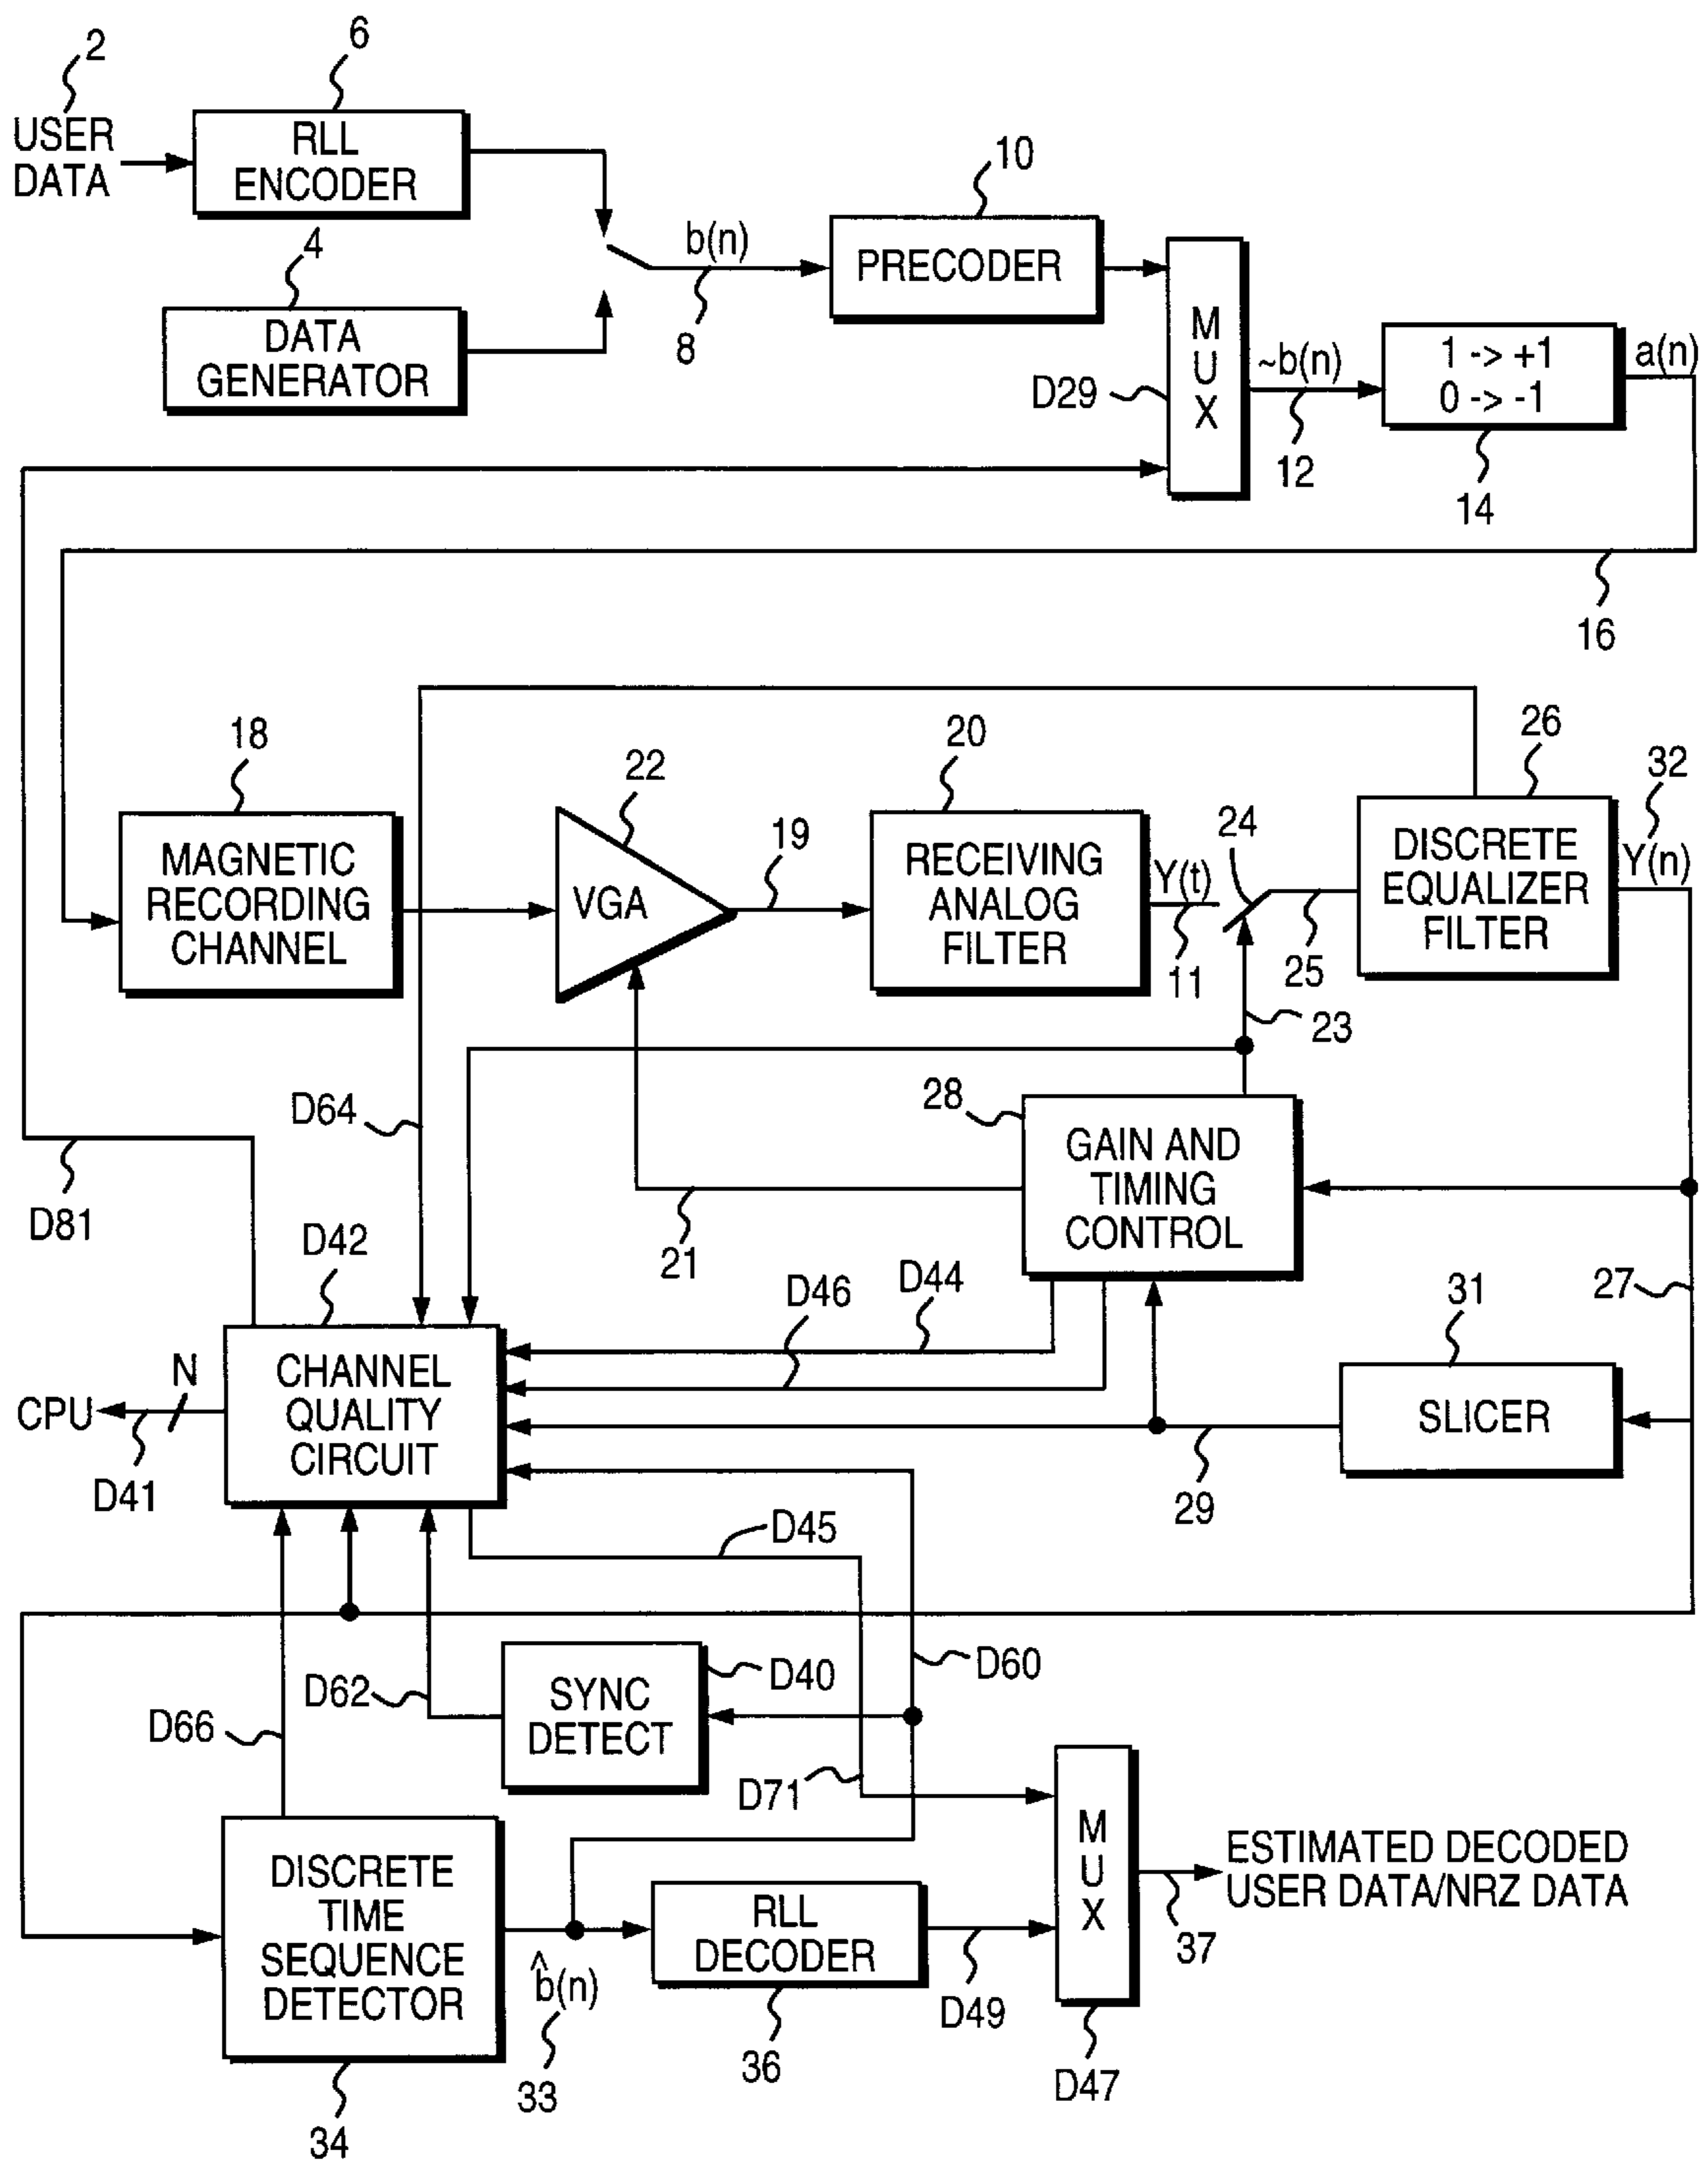 2
6
USER
DATA
RLL
ENCODER
4
DATA
GENERATOR
b(n)
8
10
PRECODER
D29
M
U
X
~b(n)
12
1 -> +1
0 -> -1
14
a(n)
16
18
MAGNETIC
RECORDING
CHANNEL
22
VGA
19
20
RECEIVING
ANALOG
FILTER
Y(t)
11
24
25
23
26
DISCRETE
EQUALIZER
FILTER
32
Y(n)
D64
28
GAIN AND
TIMING
CONTROL
21
D81
D42
D44
D46
27
31
SLICER
29
CHANNEL
QUALITY
CIRCUIT
N
CPU
D41
D45
D40
SYNC
DETECT
D60
D62
D66
D71
M
U
X
ESTIMATED DECODED
USER DATA/NRZ DATA
37
DISCRETE
TIME
SEQUENCE
DETECTOR
34
b̂(n)
33
RLL
DECODER
36
D49
D47